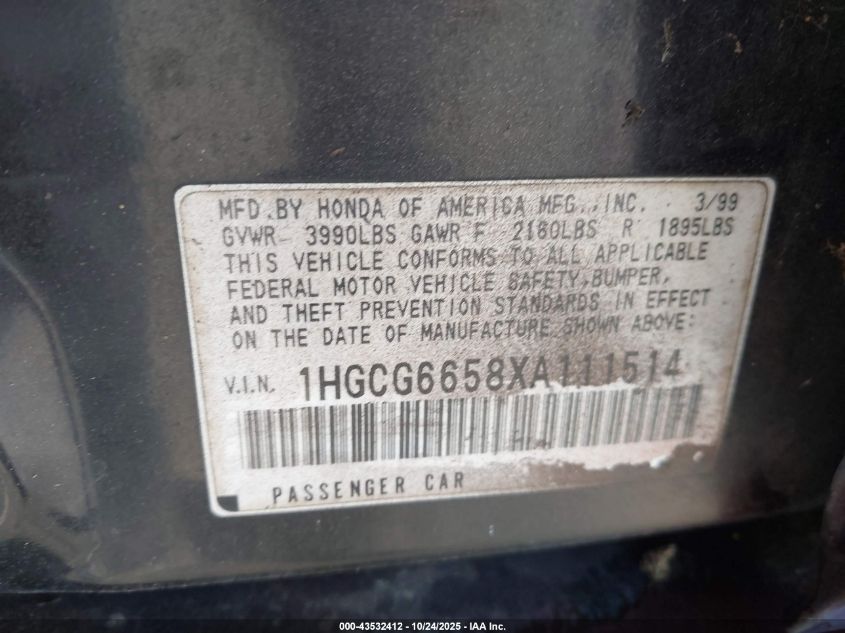 MFD.BY HONDA OF AMERICA MFG.,INC. 3/99
GVWR 3990LBS GAWR F 2160LBS R 1895LBS
THIS VEHICLE CONFORMS TO ALL APPLICABLE
FEDERAL MOTOR VEHICLE SAFETY,BUMPER,
AND THEFT PREVENTION STANDARDS IN EFFECT
ON THE DATE OF MANUFACTURE SHOWN ABOVE:
V.I.N. 1HGCG6658XA111514
PASSENGER CAR
000-43532412 - 10/24/2025 - IAA Inc.